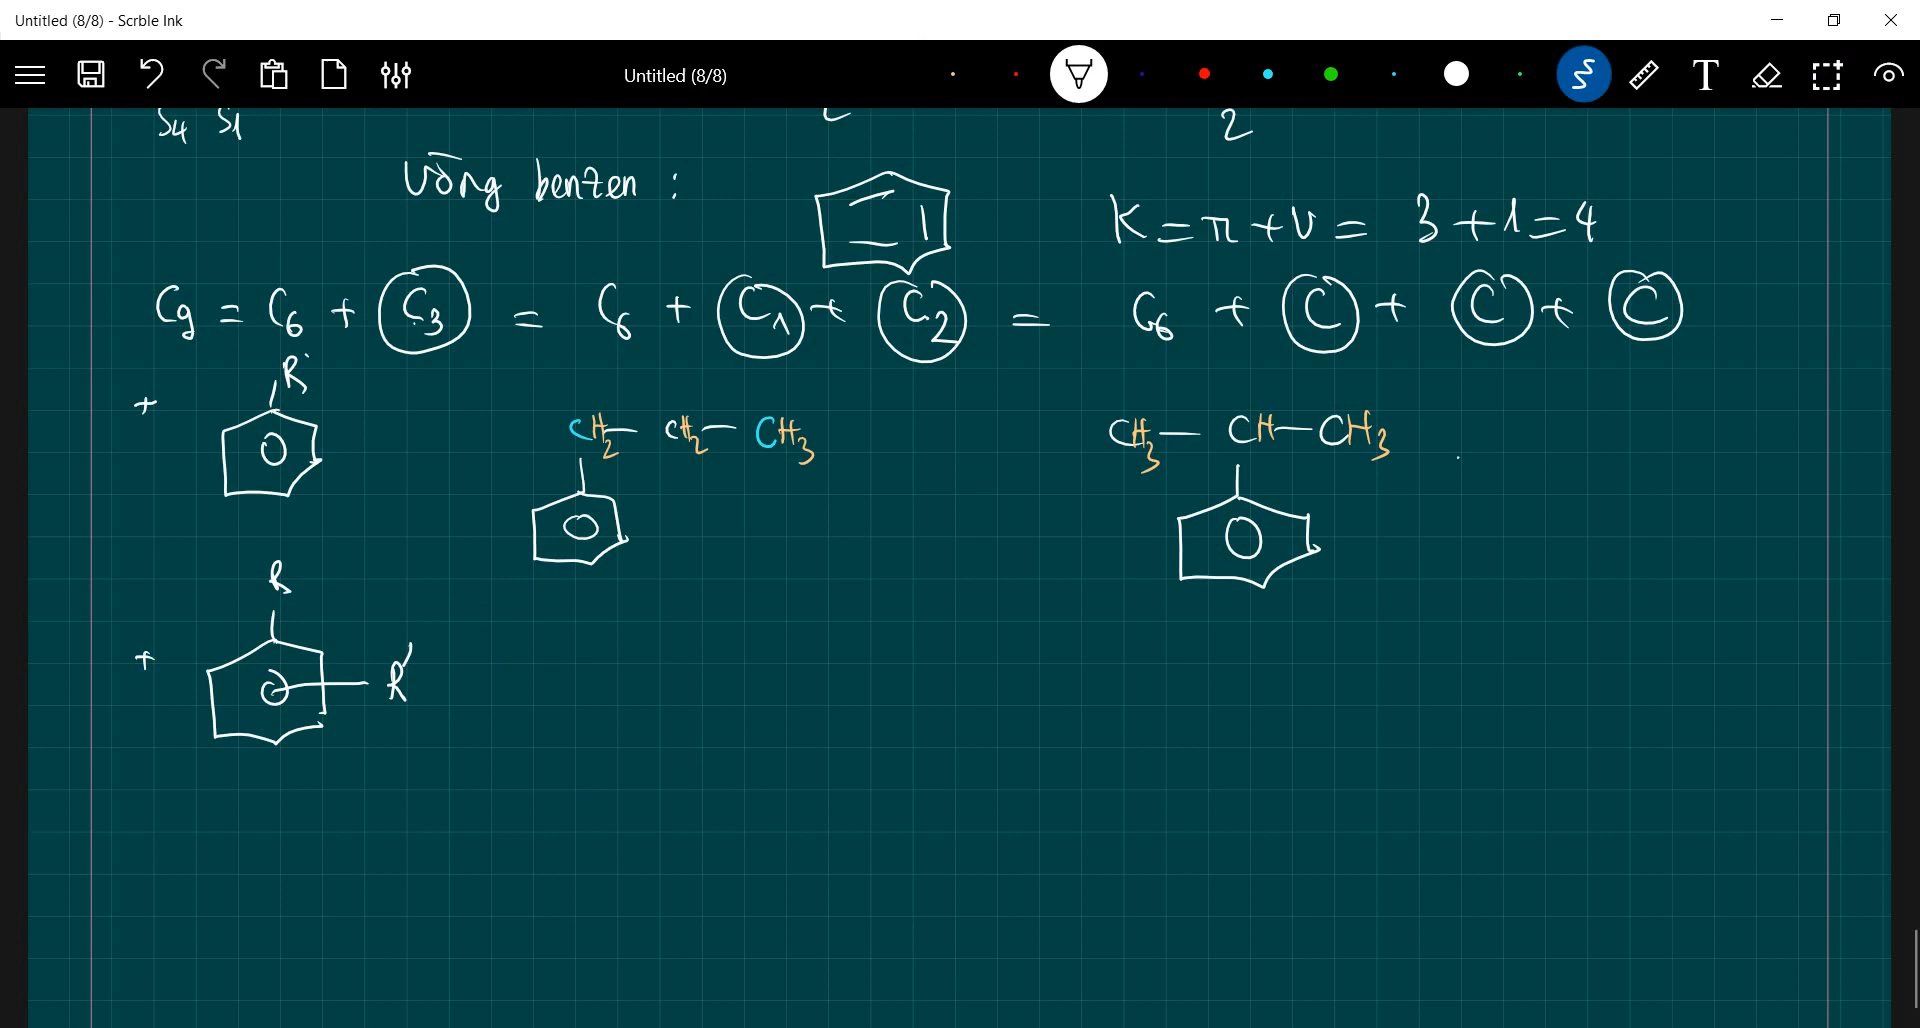 Untitled (8/8) - Scrble Ink
Untitled (8/8)
T
S4 S1
2
Vòng benzen :
K = π + V = 3 + 1 = 4
C9 = C6 + C3 = C6 + C1 + C2 = C6 + C + C + C
+ R
CH2 — CH2 — CH3
CH3 — CH — CH3
R
+ R'